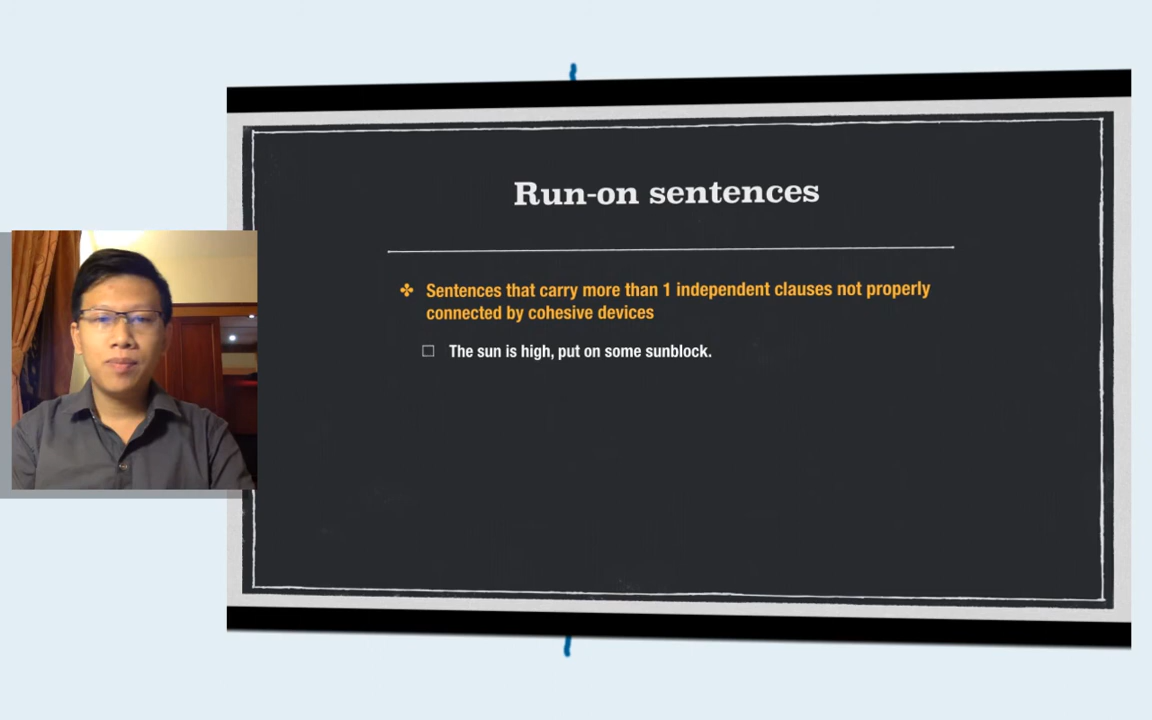 Run-on sentences
Sentences that carry more than 1 independent clauses not properly
connected by cohesive devices
The sun is high, put on some sunblock.